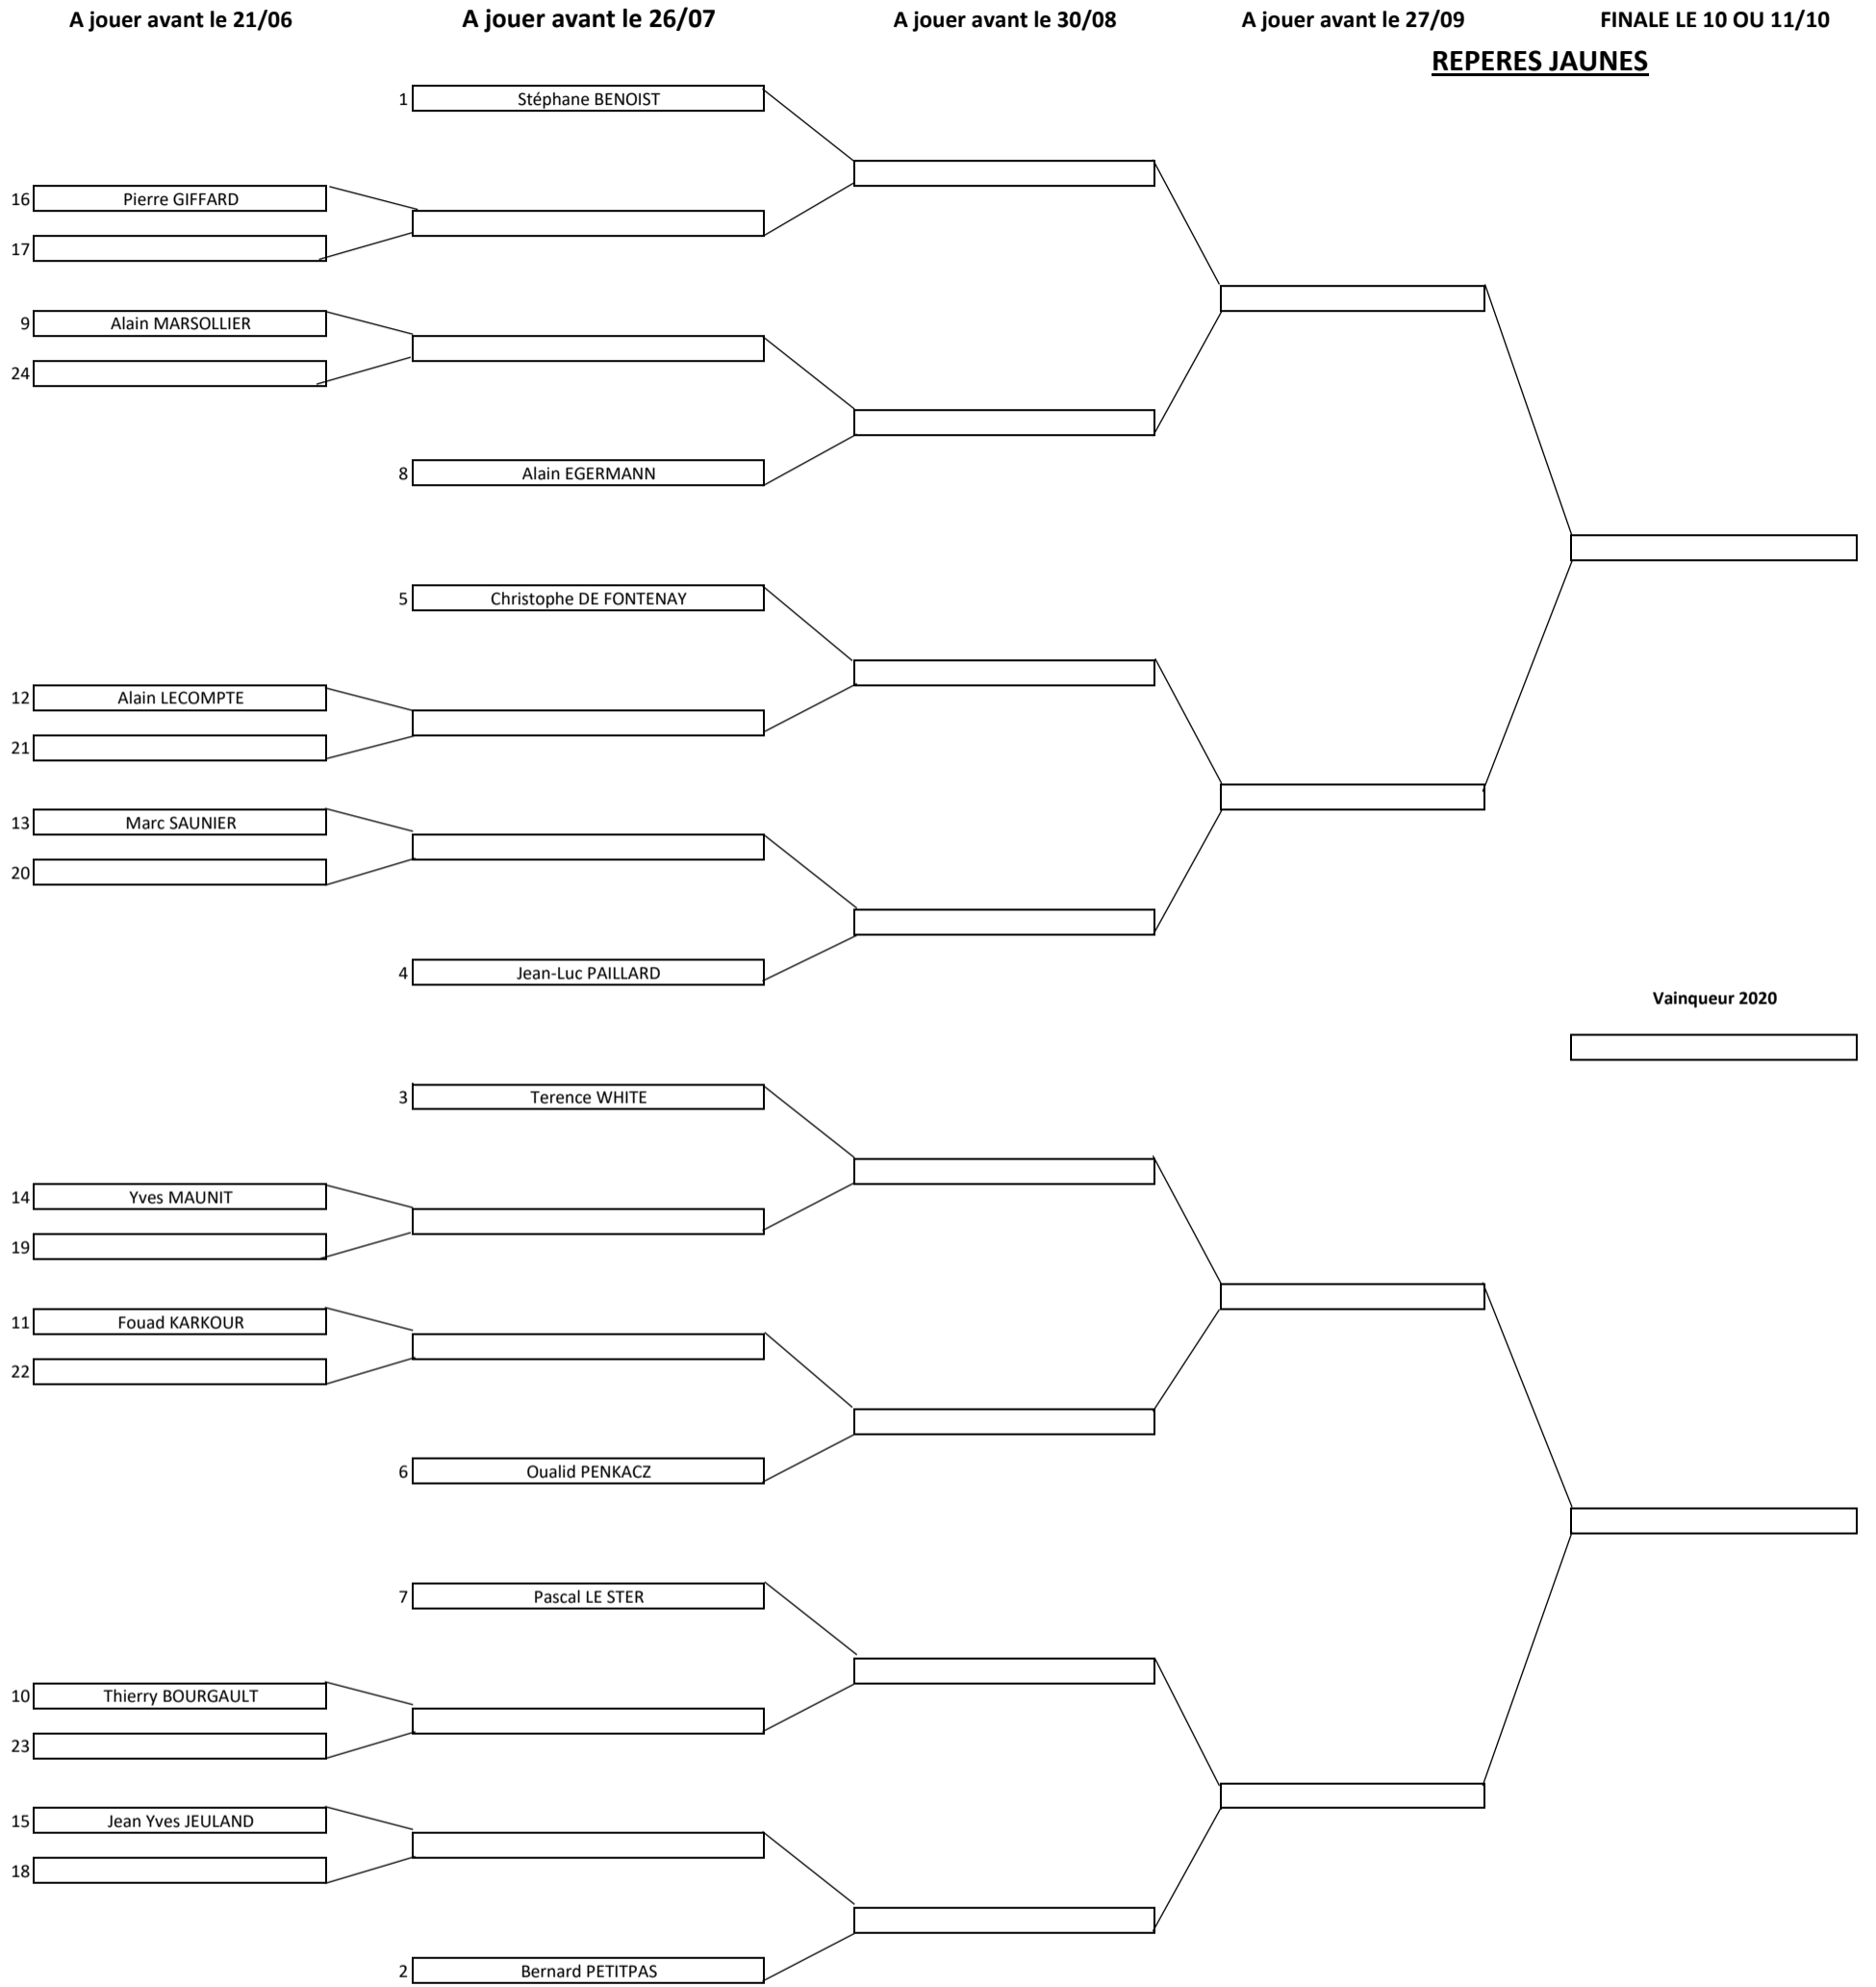 A jouer avant le 21/06 A jouer avant le 26/07 A jouer avant le 30/08 A jouer avant le 27/09 FINALE LE 10 OU 11/10
REPERES JAUNES
1 Stéphane BENOIST
16 Pierre GIFFARD
17
9 Alain MARSOLLIER
24
8 Alain EGERMANN
5 Christophe DE FONTENAY
12 Alain LECOMPTE
21
13 Marc SAUNIER
20
4 Jean-Luc PAILLARD
Vainqueur 2020
3 Terence WHITE
14 Yves MAUNIT
19
11 Fouad KARKOUR
22
6 Oualid PENKACZ
7 Pascal LE STER
10 Thierry BOURGAULT
23
15 Jean Yves JEULAND
18
2 Bernard PETITPAS